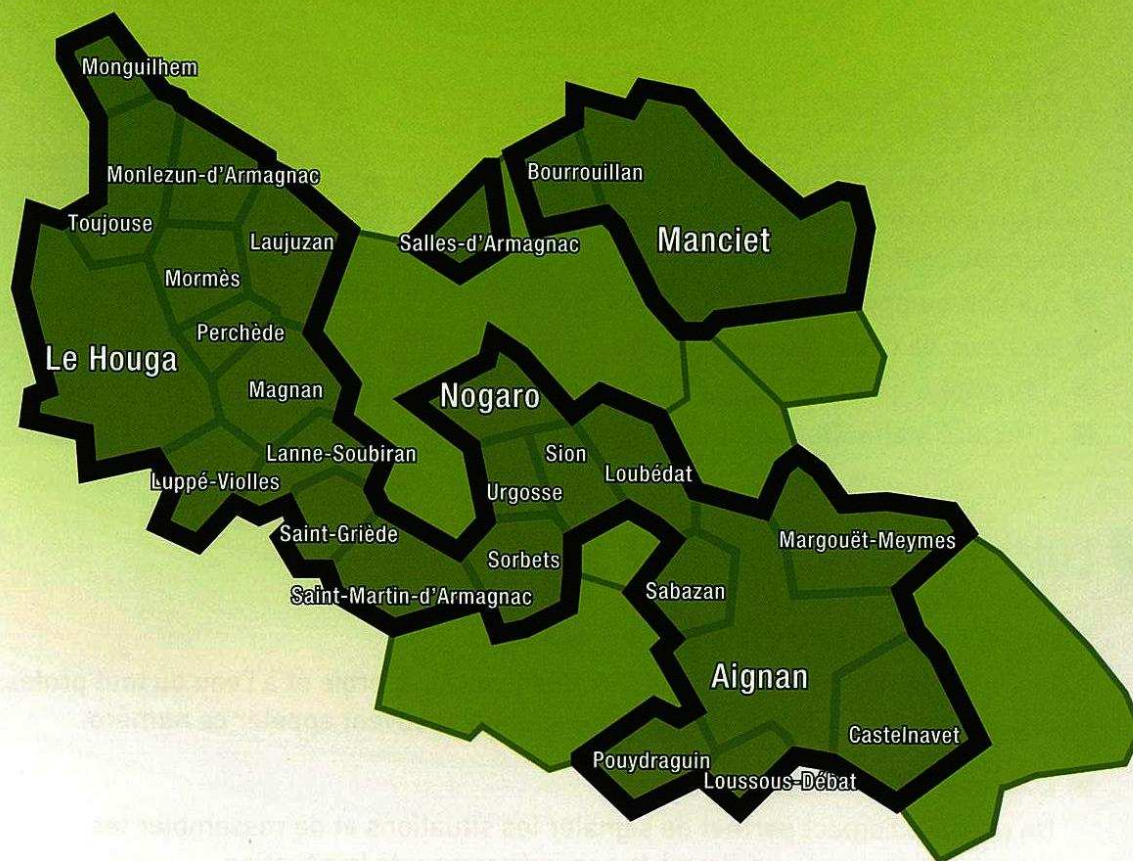 Monguilhem
Bourrouillan
Monlezun-d'Armagnac
Toujouse
Laujuzan
Salles-d'Armagnac
Manciet
Mormès
Perchède
Le Houga
Magnan
Nogaro
Lanne-Soubiran
Sion
Loubédat
Luppé-Violles
Urgosse
Saint-Griède
Margouët-Meymes
Sorbets
Sabazan
Saint-Martin-d'Armagnac
Aignan
Castelnavet
Pouydraguin
Loussous-Débat